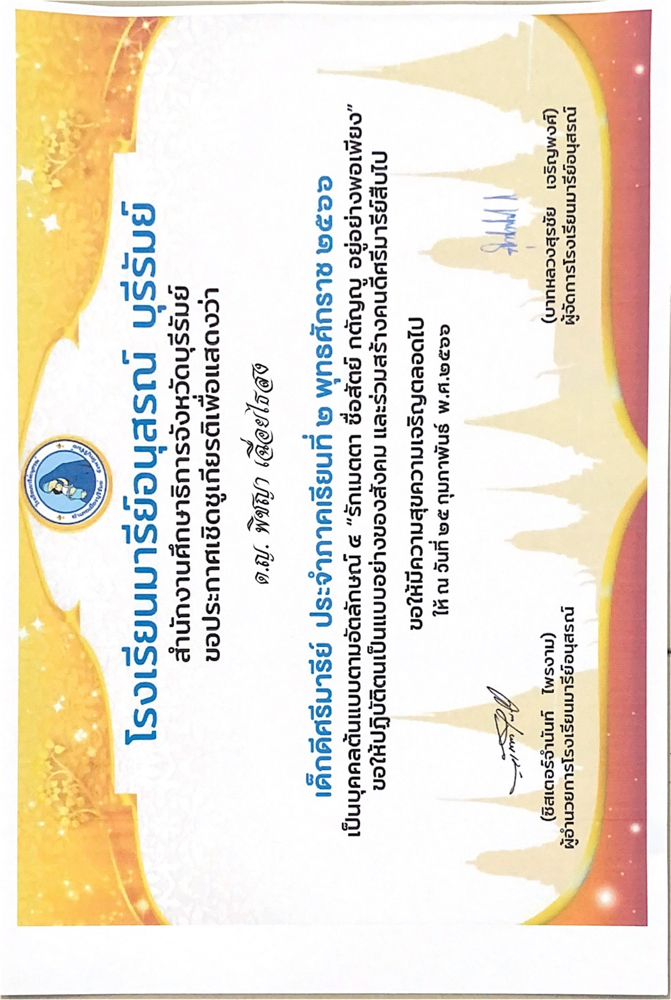 โรงเรียนมารีย์อนุสรณ์ บุรีรัมย์
สำนักงานศึกษาธิการจังหวัดบุรีรัมย์
ขอประกาศเชิดชูเกียรติเพื่อแสดงว่า
ด.ญ. พิชญา เฉื่อยไธสง
เด็กดีศรีมารีย์ ประจำภาคเรียนที่ ๒ พุทธศักราช ๒๕๖๖
เป็นบุคคลต้นแบบตามอัตลักษณ์ ๔ "รักเมตตา ซื่อสัตย์ กตัญญู อยู่อย่างพอเพียง"
ขอให้ปฏิบัติตนเป็นแบบอย่างของสังคม และร่วมสร้างคนดีศรีมารีย์สืบไป
ขอให้มีความสุขความเจริญตลอดไป
ให้ ณ วันที่ ๒๕ กุมภาพันธ์ พ.ศ.๒๕๖๖
(ซิสเตอร์จำนันท์ ไพรงาม)
ผู้อำนวยการโรงเรียนมารีย์อนุสรณ์
(บาทหลวงสุรชัย เจริญพงศ์)
ผู้จัดการโรงเรียนมารีย์อนุสรณ์